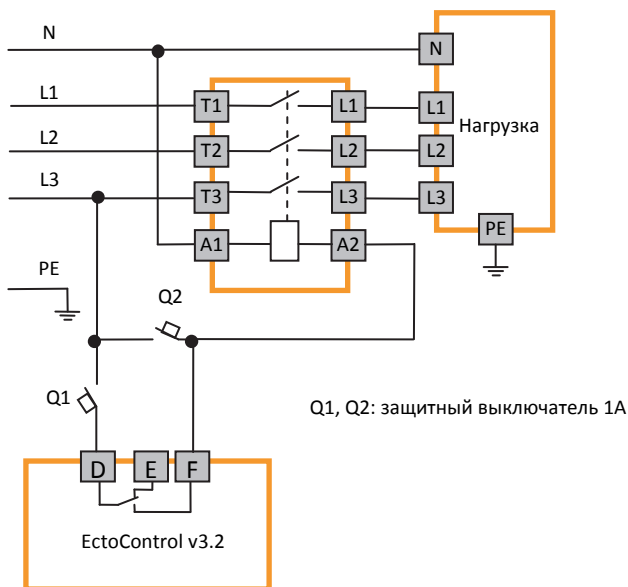 N
N
L1
T1
L1
L1
Нагрузка
L2
T2
L2
L2
L3
T3
L3
L3
A1
A2
PE
PE
Q2
Q1
Q1, Q2: защитный выключатель 1А
D
E
F
EctoControl v3.2